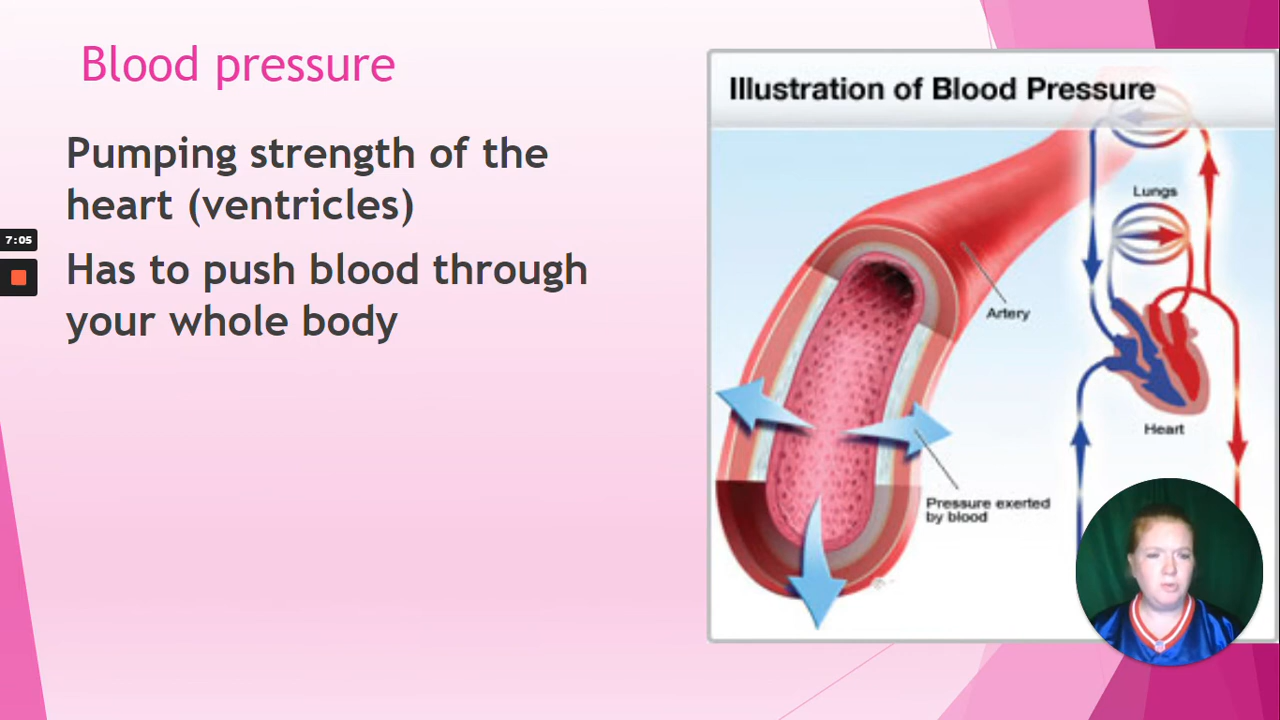 Blood pressure
Pumping strength of the
heart (ventricles)
Has to push blood through
your whole body
7:05
Illustration of Blood Pressure
Lungs
Artery
Heart
Pressure exerted
by blood